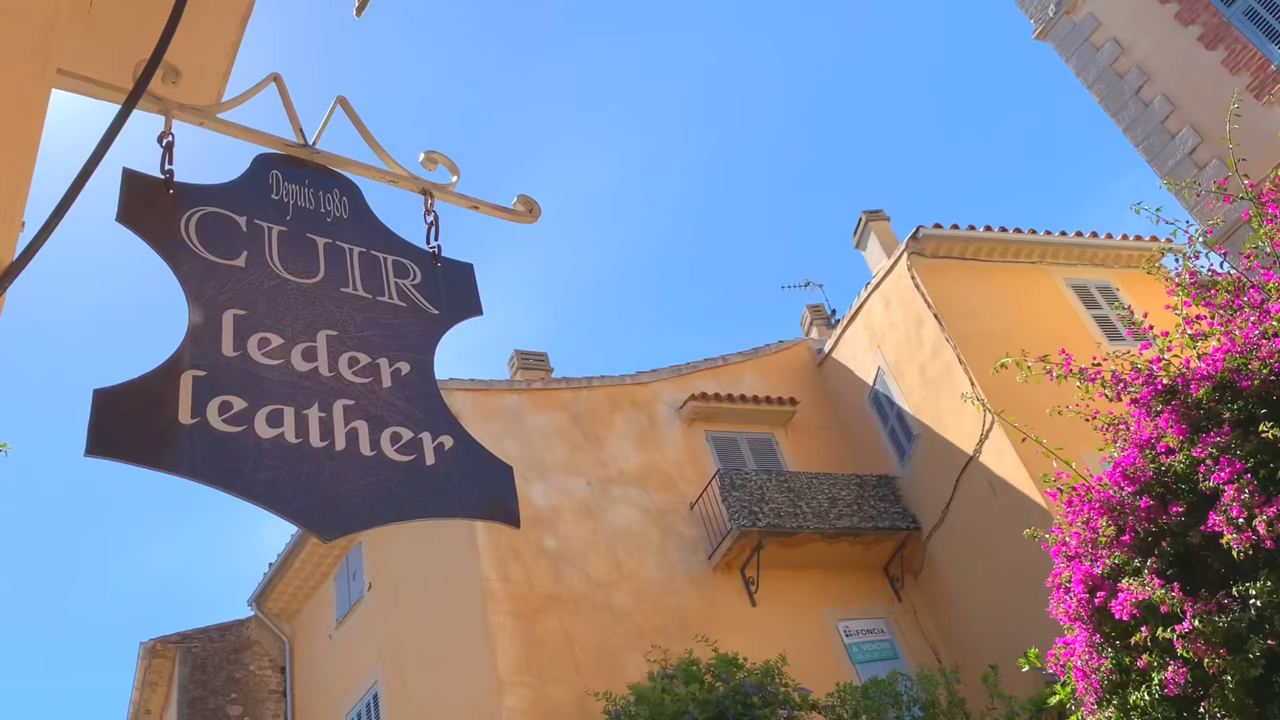 Depuis 1980
CUIR
leder
leather
FONCIA
A VENDRE